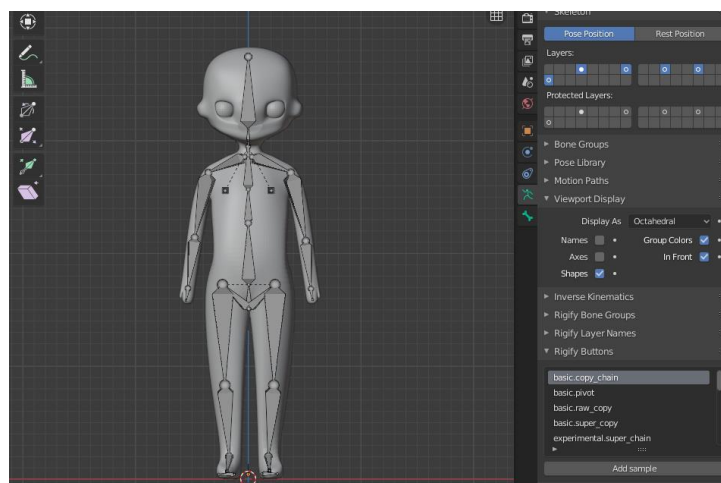 Skeleton
Pose Position
Rest Position
Layers:
Protected Layers:
Bone Groups
Pose Library
Motion Paths
Viewport Display
Display As Octahedral
Names
Group Colors
Axes
In Front
Shapes
Inverse Kinematics
Rigify Bone Groups
Rigify Layer Names
Rigify Buttons
basic.copy_chain
basic.pivot
basic.raw_copy
basic.super_copy
experimental.super_chain
Add sample